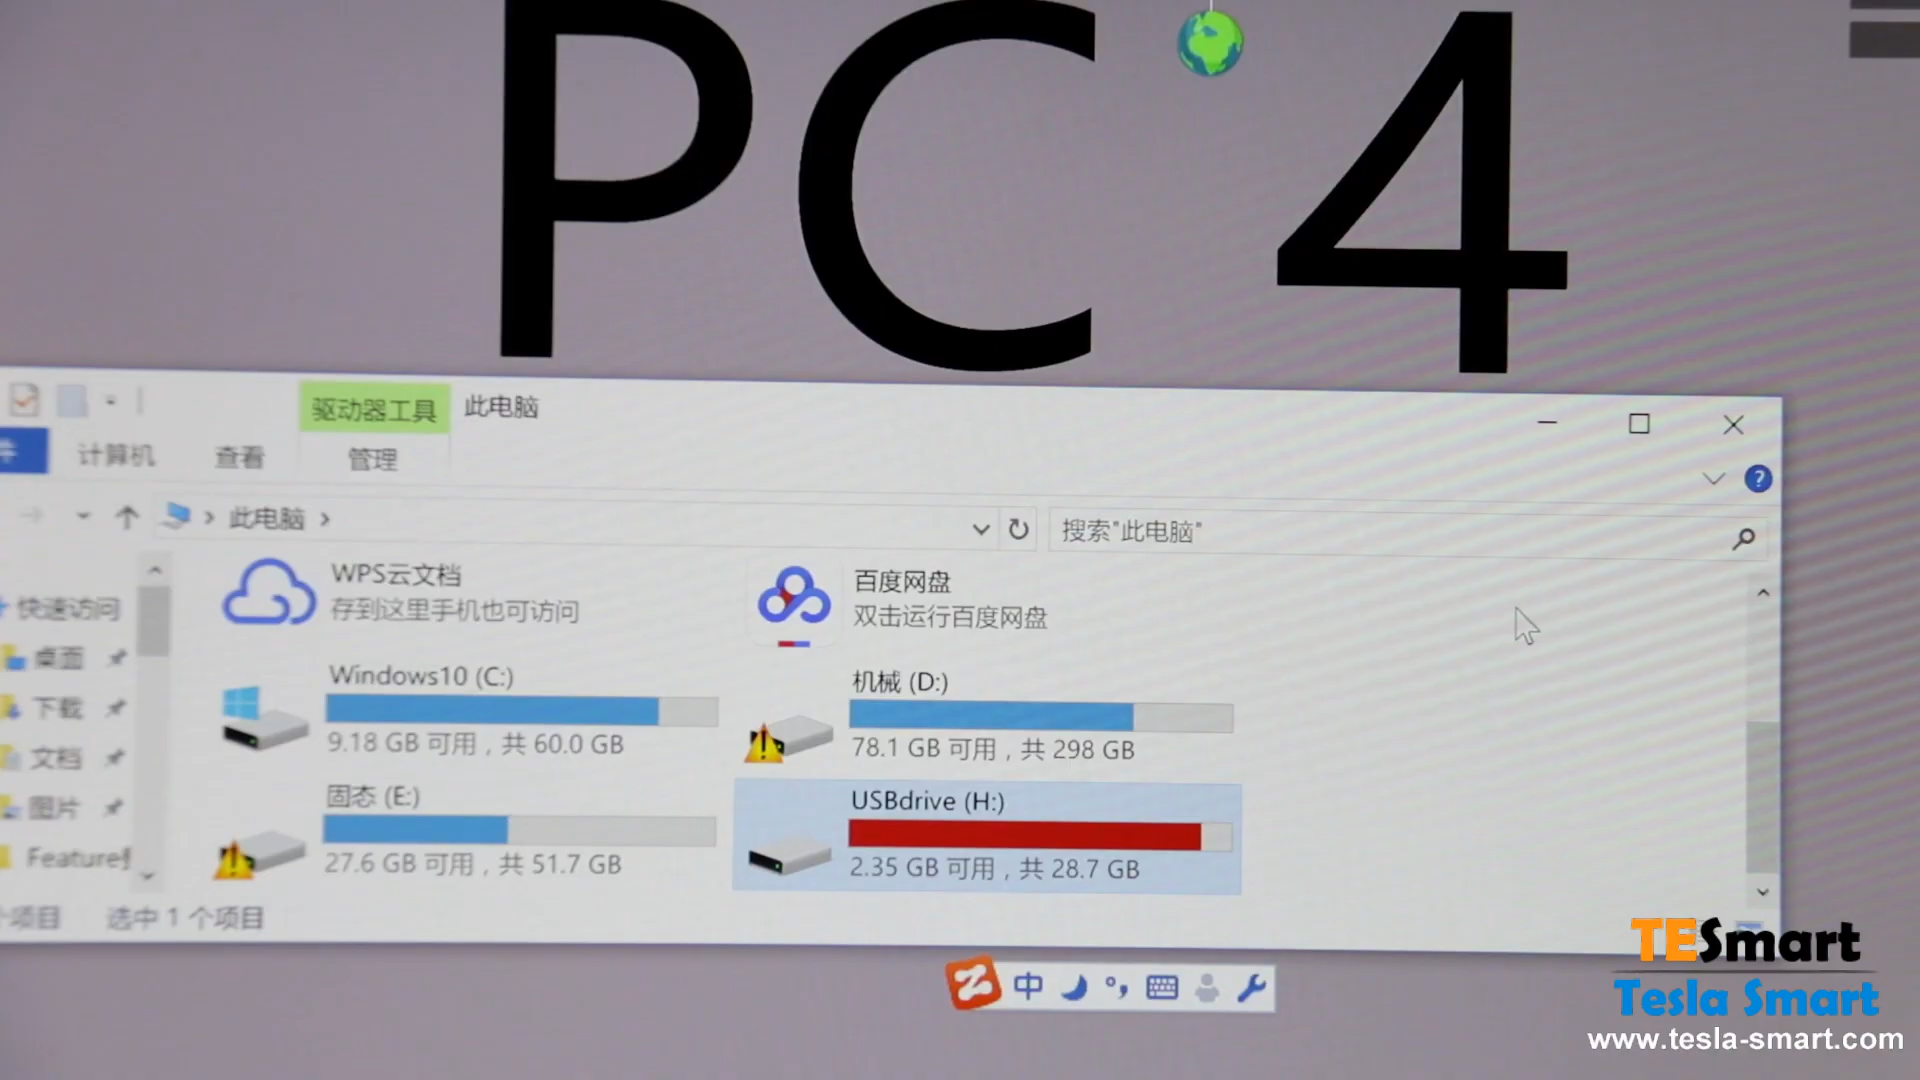 PC 4
驱动器工具 此电脑
计算机 查看 管理
此电脑
搜索"此电脑"
WPS云文档
存到这里手机也可访问
百度网盘
双击运行百度网盘
快速访问
桌面
下载
文档
图片
Windows10 (C:)
9.18 GB 可用，共 60.0 GB
机械 (D:)
78.1 GB 可用，共 298 GB
固态 (E:)
27.6 GB 可用，共 51.7 GB
USBdrive (H:)
2.35 GB 可用，共 28.7 GB
个项目 选中 1 个项目
中
TESmart
Tesla Smart
www.tesla-smart.com